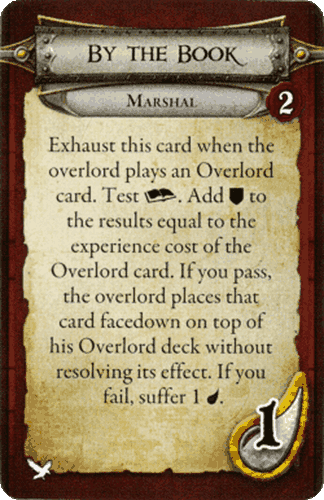 By the Book
Marshal
2
Exhaust this card when the
overlord plays an Overlord
card. Test . Add to
the results equal to the
experience cost of the
Overlord card. If you pass,
the overlord places that
card facedown on top of
his Overlord deck without
resolving its effect. If you
fail, suffer 1 .
1